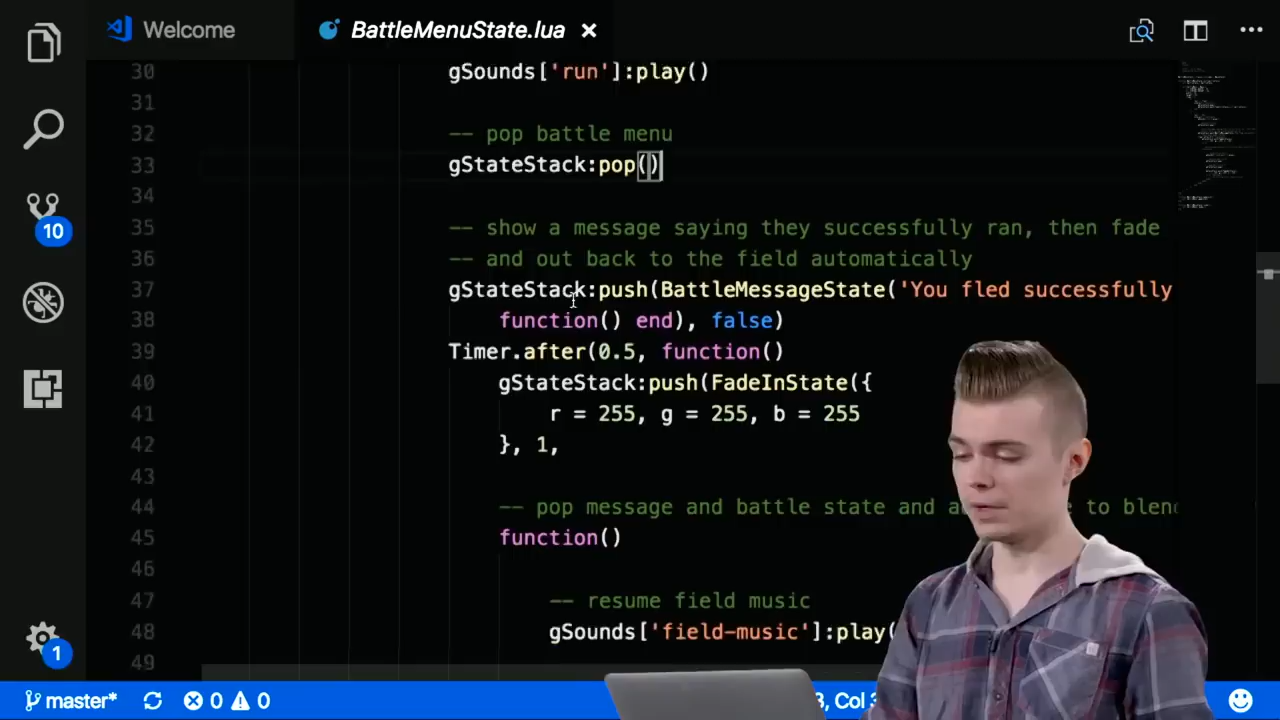 Welcome
BattleMenuState.lua
30 gSounds['run']:play()
31
32 -- pop battle menu
33 gStateStack:pop()
34
35 -- show a message saying they successfully ran, then fade
36 -- and out back to the field automatically
37 gStateStack:push(BattleMessageState('You fled successfully
38 function() end), false)
39 Timer.after(0.5, function()
40 gStateStack:push(FadeInState({
41 r = 255, g = 255, b = 255
42 }, 1,
43
44 -- pop message and battle state and to blend
45 function()
46
47 -- resume field music
48 gSounds['field-music']:play(
49
10
1
master* 0 0 Col